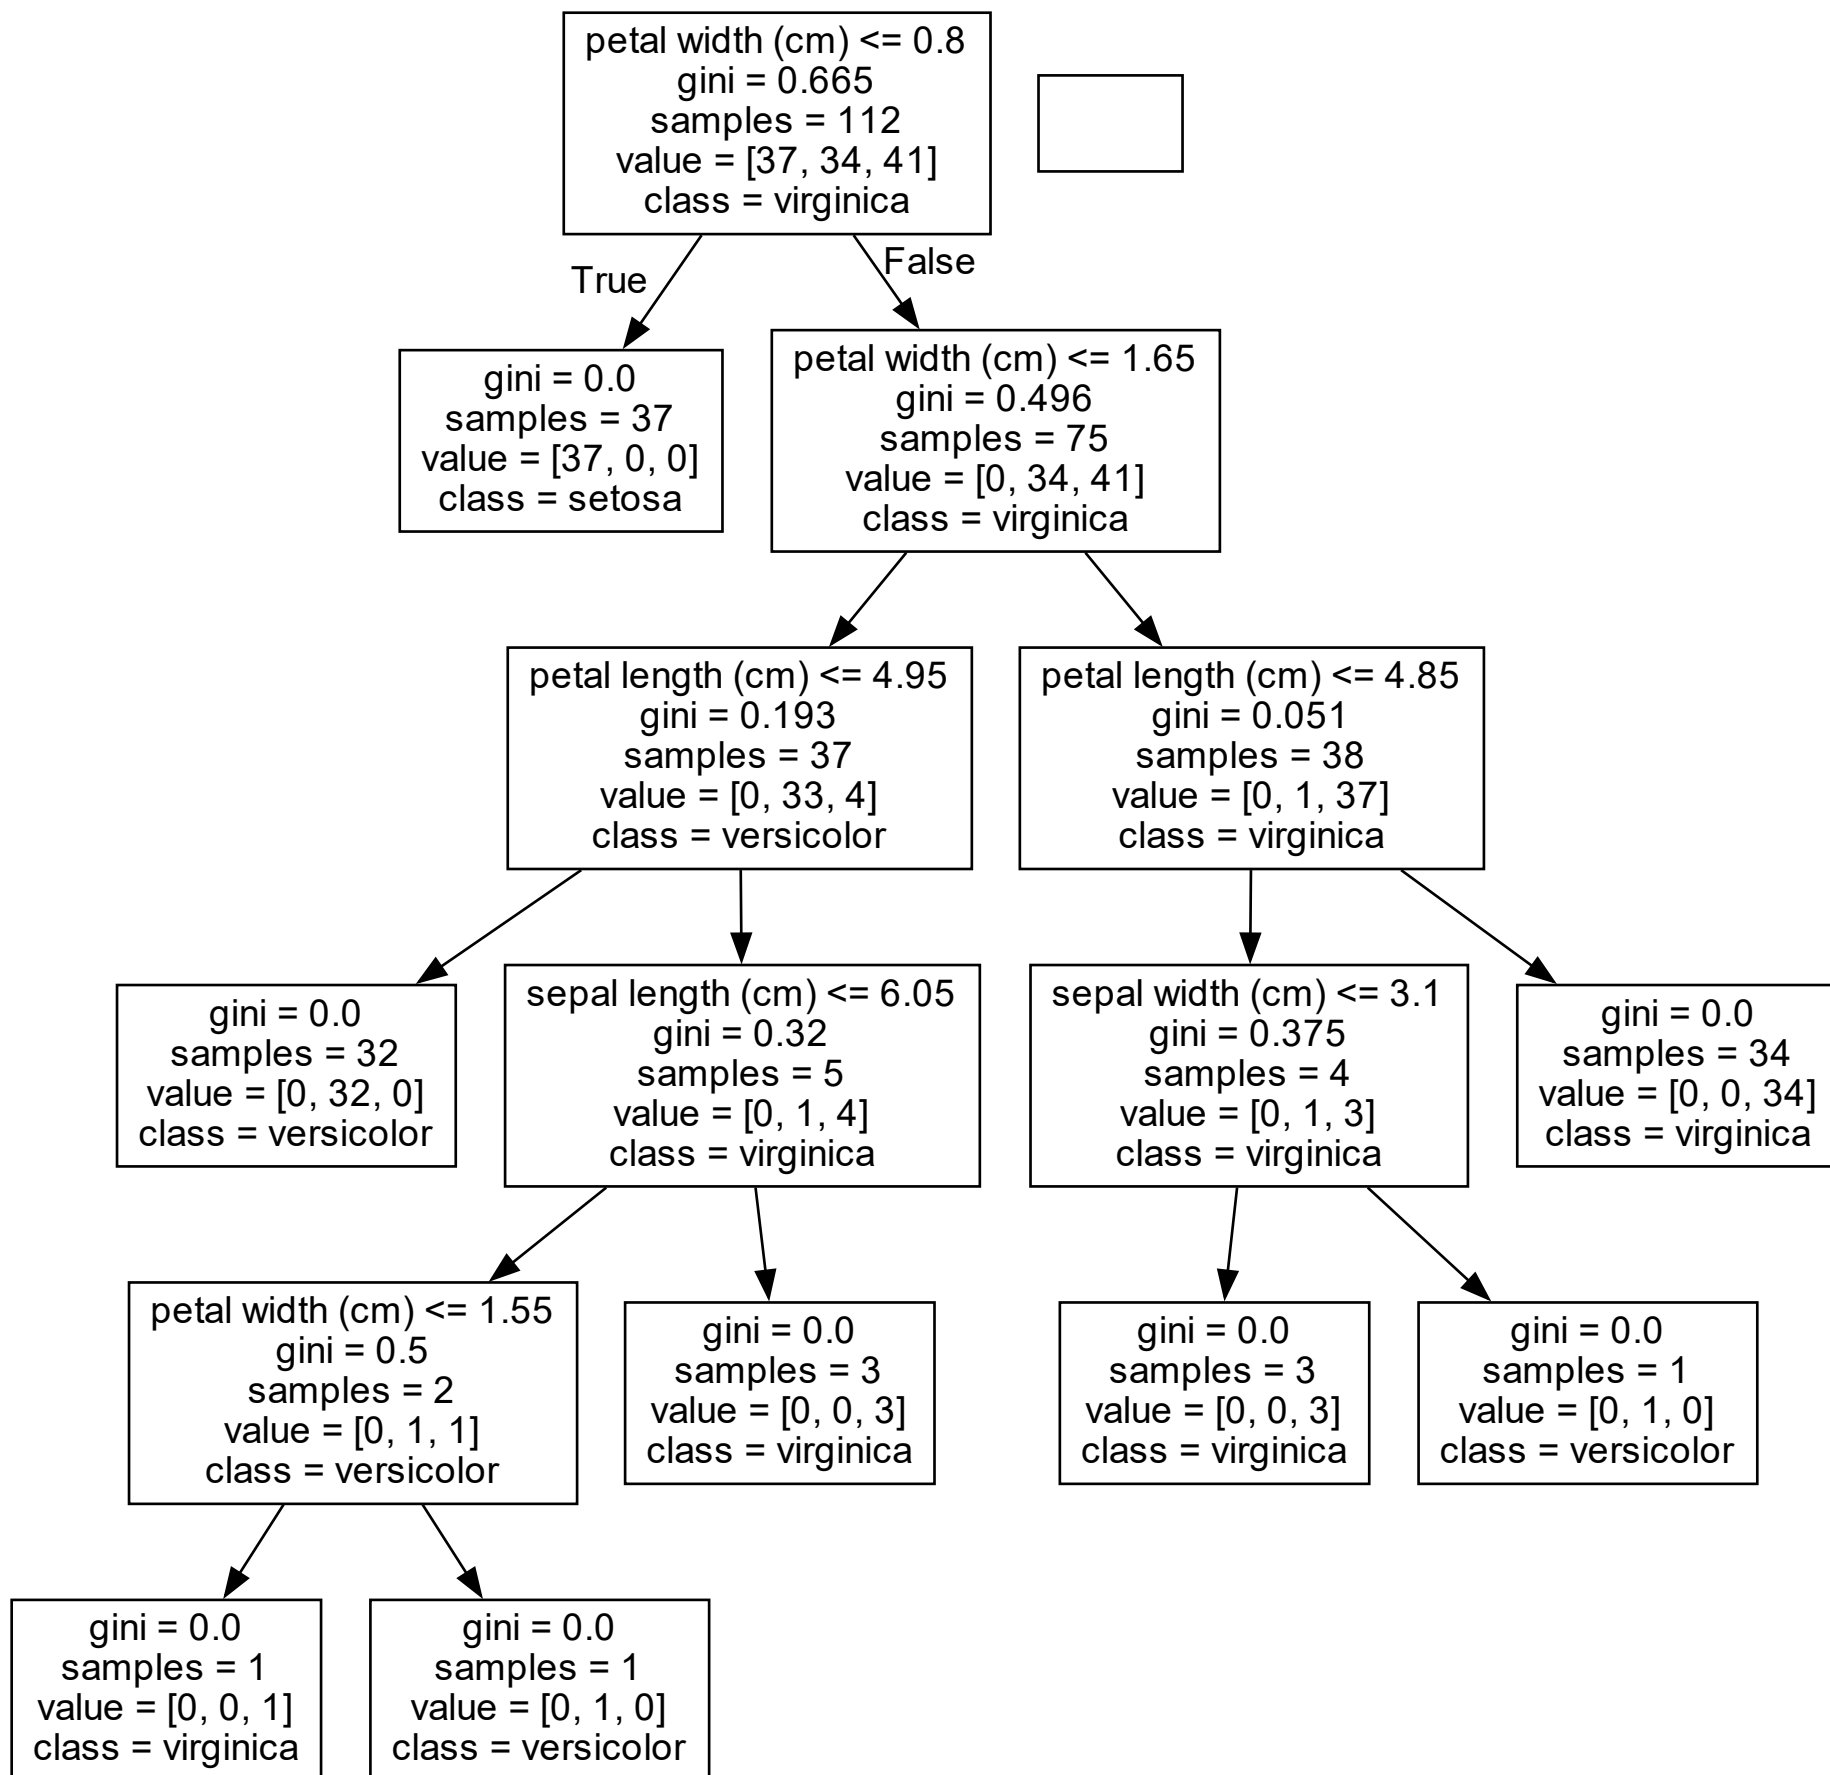 petal width (cm) <= 0.8
gini = 0.665
samples = 112
value = [37, 34, 41]
class = virginica
True
False
gini = 0.0
samples = 37
value = [37, 0, 0]
class = setosa
petal width (cm) <= 1.65
gini = 0.496
samples = 75
value = [0, 34, 41]
class = virginica
petal length (cm) <= 4.95
gini = 0.193
samples = 37
value = [0, 33, 4]
class = versicolor
petal length (cm) <= 4.85
gini = 0.051
samples = 38
value = [0, 1, 37]
class = virginica
gini = 0.0
samples = 32
value = [0, 32, 0]
class = versicolor
sepal length (cm) <= 6.05
gini = 0.32
samples = 5
value = [0, 1, 4]
class = virginica
sepal width (cm) <= 3.1
gini = 0.375
samples = 4
value = [0, 1, 3]
class = virginica
gini = 0.0
samples = 34
value = [0, 0, 34]
class = virginica
petal width (cm) <= 1.55
gini = 0.5
samples = 2
value = [0, 1, 1]
class = versicolor
gini = 0.0
samples = 3
value = [0, 0, 3]
class = virginica
gini = 0.0
samples = 3
value = [0, 0, 3]
class = virginica
gini = 0.0
samples = 1
value = [0, 1, 0]
class = versicolor
gini = 0.0
samples = 1
value = [0, 0, 1]
class = virginica
gini = 0.0
samples = 1
value = [0, 1, 0]
class = versicolor